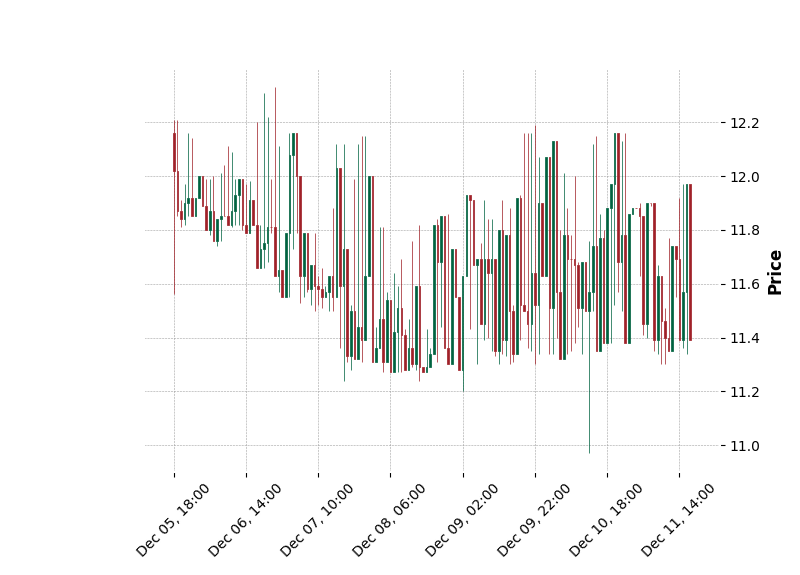 12.2
12.0
11.8
11.6
11.4
11.2
11.0
Price
Dec 05, 18:00
Dec 06, 14:00
Dec 07, 10:00
Dec 08, 06:00
Dec 09, 02:00
Dec 09, 22:00
Dec 10, 18:00
Dec 11, 14:00